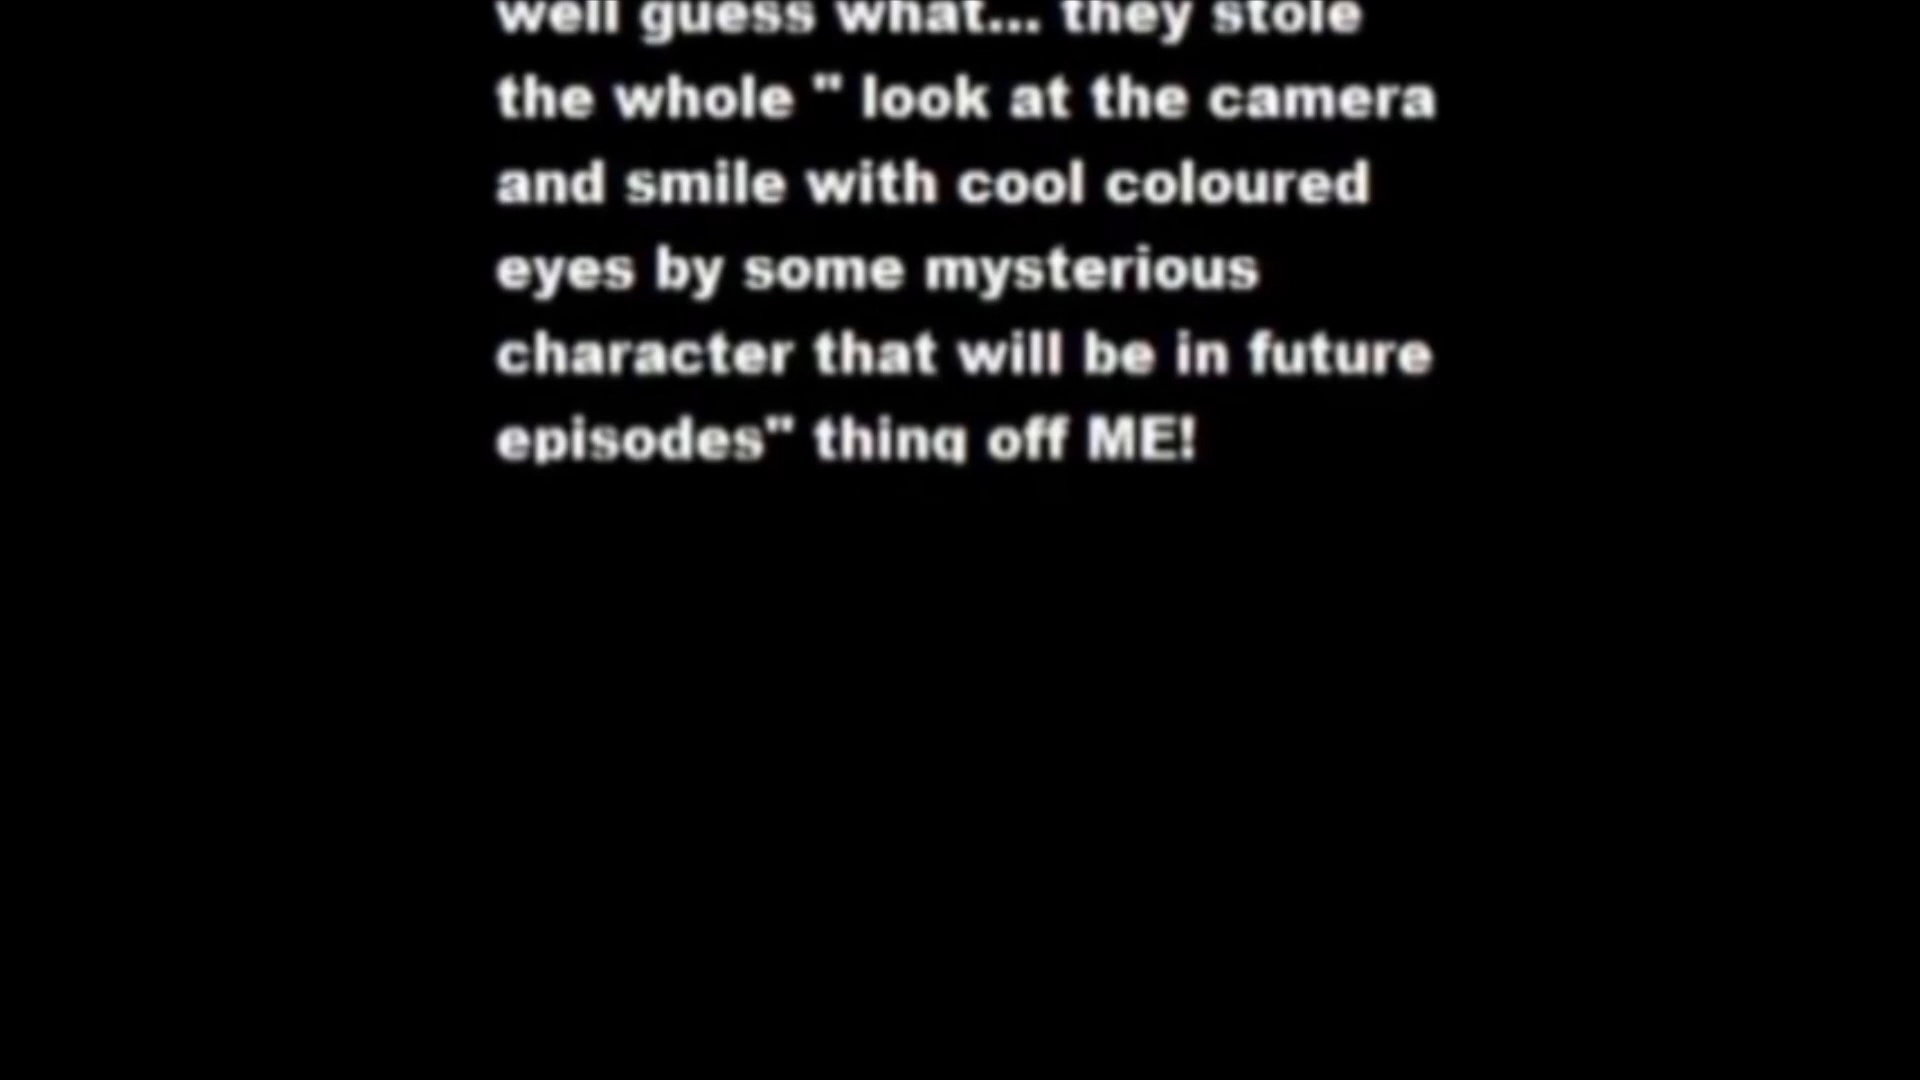 well guess what... they stole
the whole " look at the camera
and smile with cool coloured
eyes by some mysterious
character that will be in future
episodes" thing off ME!